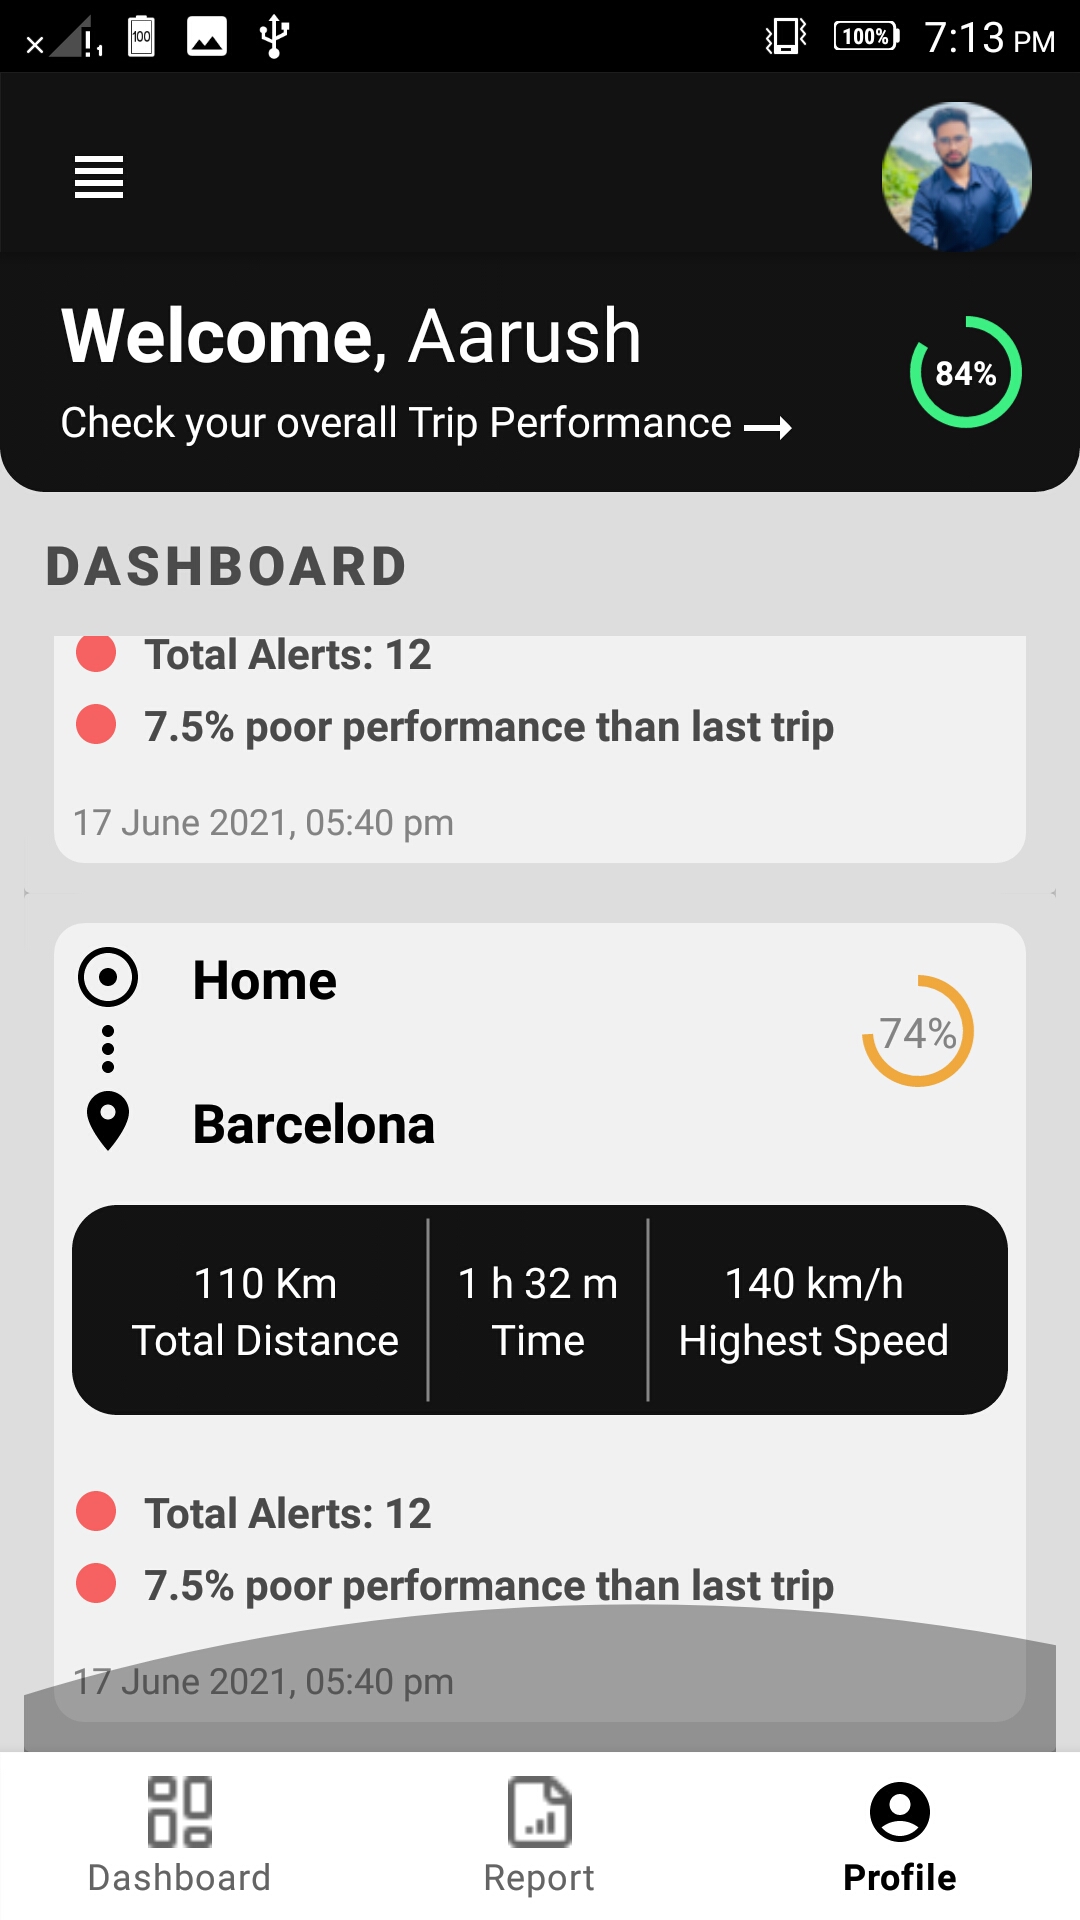 100
100%
7:13 PM
Welcome, Aarush
Check your overall Trip Performance
84%
DASHBOARD
Total Alerts: 12
7.5% poor performance than last trip
17 June 2021, 05:40 pm
Home
74%
Barcelona
110 Km
Total Distance
1 h 32 m
Time
140 km/h
Highest Speed
Total Alerts: 12
7.5% poor performance than last trip
17 June 2021, 05:40 pm
Dashboard
Report
Profile